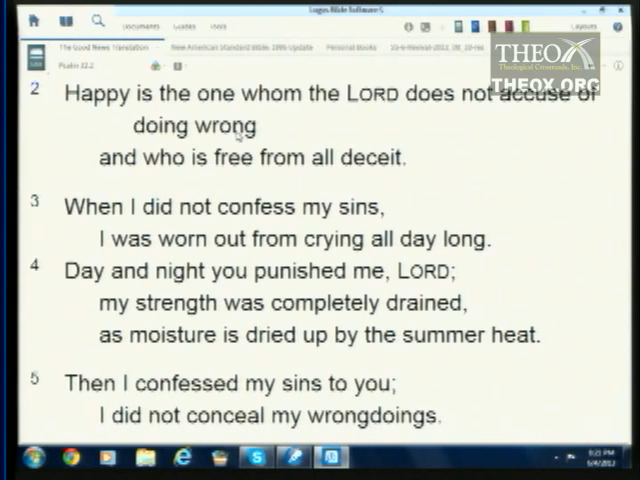 Logos Bible Software 5
Documents Guides Tools
Layouts
The Good News Translation New American Standard Bible, 1995 Update Personal Books
Psalm 32.2
THEOX
Theological Crossroads, Inc.
THEOX.ORG
2 Happy is the one whom the LORD does not accuse of
doing wrong
and who is free from all deceit.
3 When I did not confess my sins,
I was worn out from crying all day long.
4 Day and night you punished me, LORD;
my strength was completely drained,
as moisture is dried up by the summer heat.
5 Then I confessed my sins to you;
I did not conceal my wrongdoings.
6/4/2013